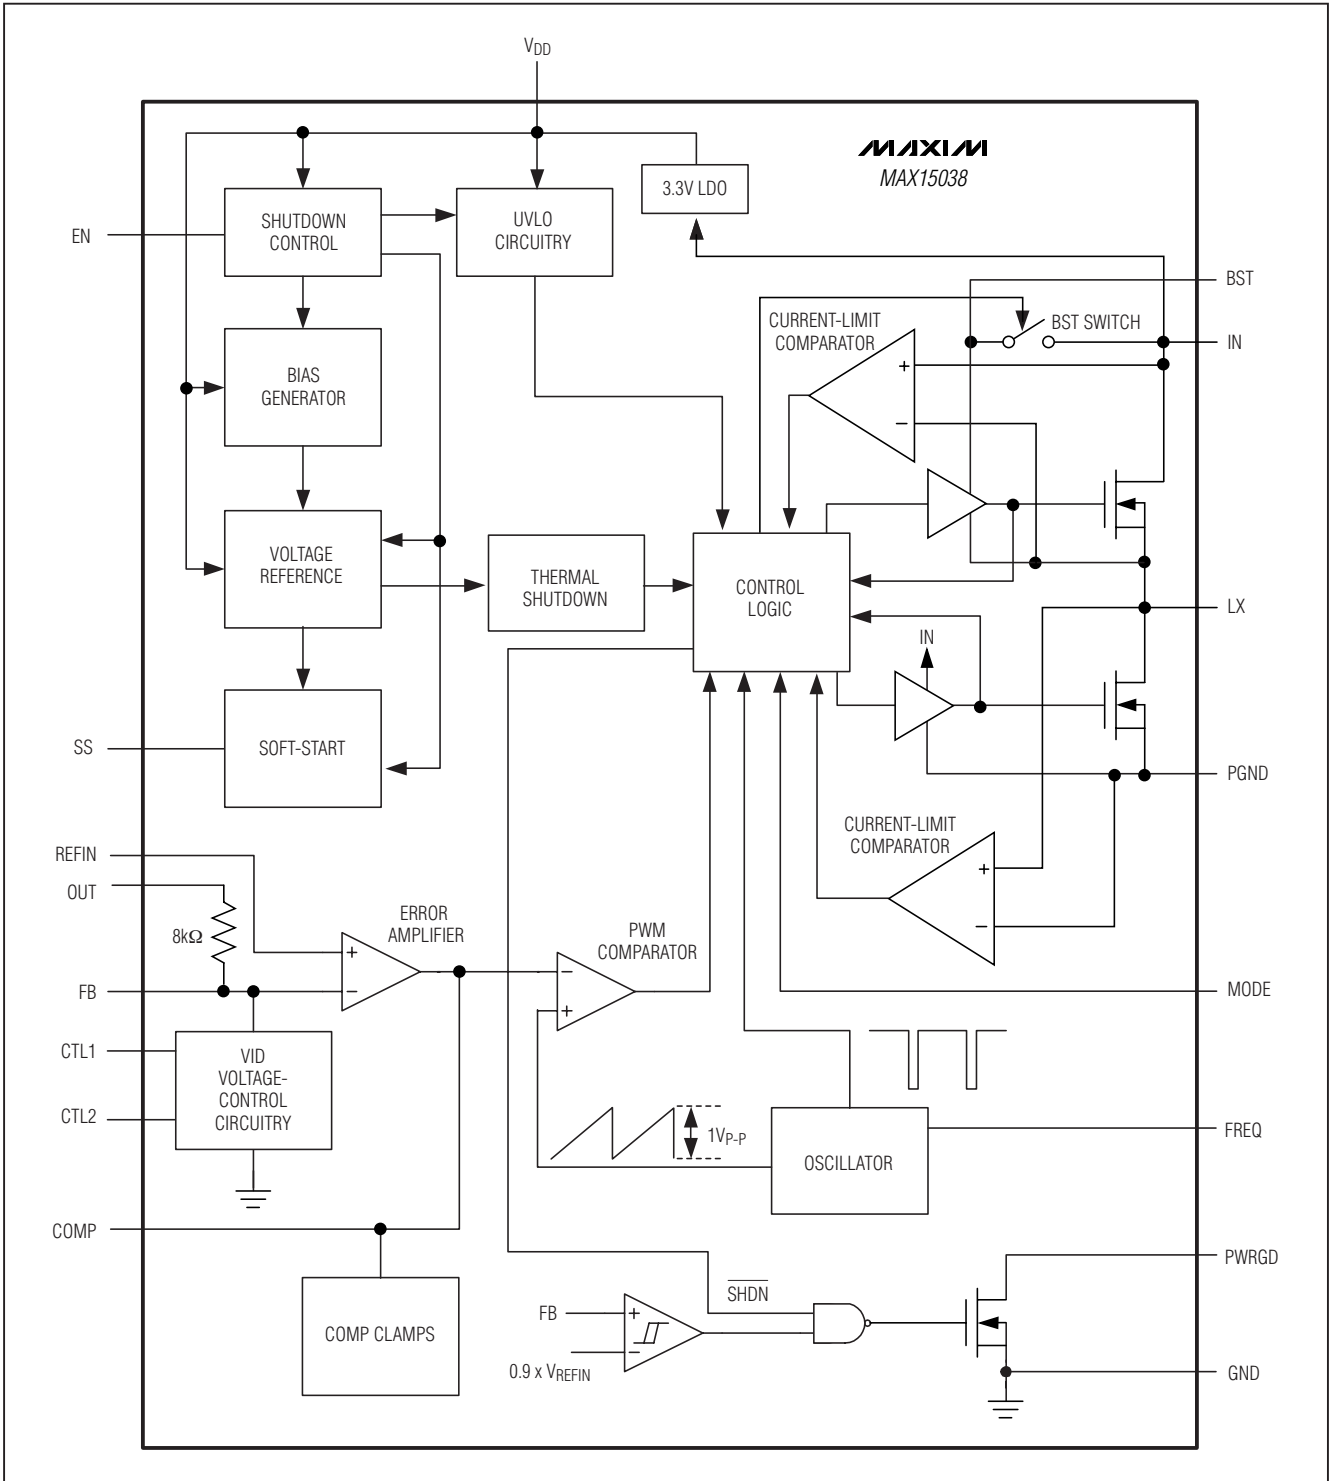 VDD
MAXIM
MAX15038
3.3V LDO
SHUTDOWN
CONTROL
UVLO
CIRCUITRY
EN
BST
CURRENT-LIMIT
COMPARATOR
BST SWITCH
IN
+
−
BIAS
GENERATOR
VOLTAGE
REFERENCE
THERMAL
SHUTDOWN
CONTROL
LOGIC
LX
IN
SS
SOFT-START
PGND
CURRENT-LIMIT
COMPARATOR
+
−
REFIN
OUT
8kΩ
ERROR
AMPLIFIER
+
−
PWM
COMPARATOR
−
+
FB
MODE
CTL1
CTL2
VID
VOLTAGE-
CONTROL
CIRCUITRY
1VP-P
OSCILLATOR
FREQ
COMP
COMP CLAMPS
PWRGD
SHDN
FB
+
−
0.9 x VREFIN
GND